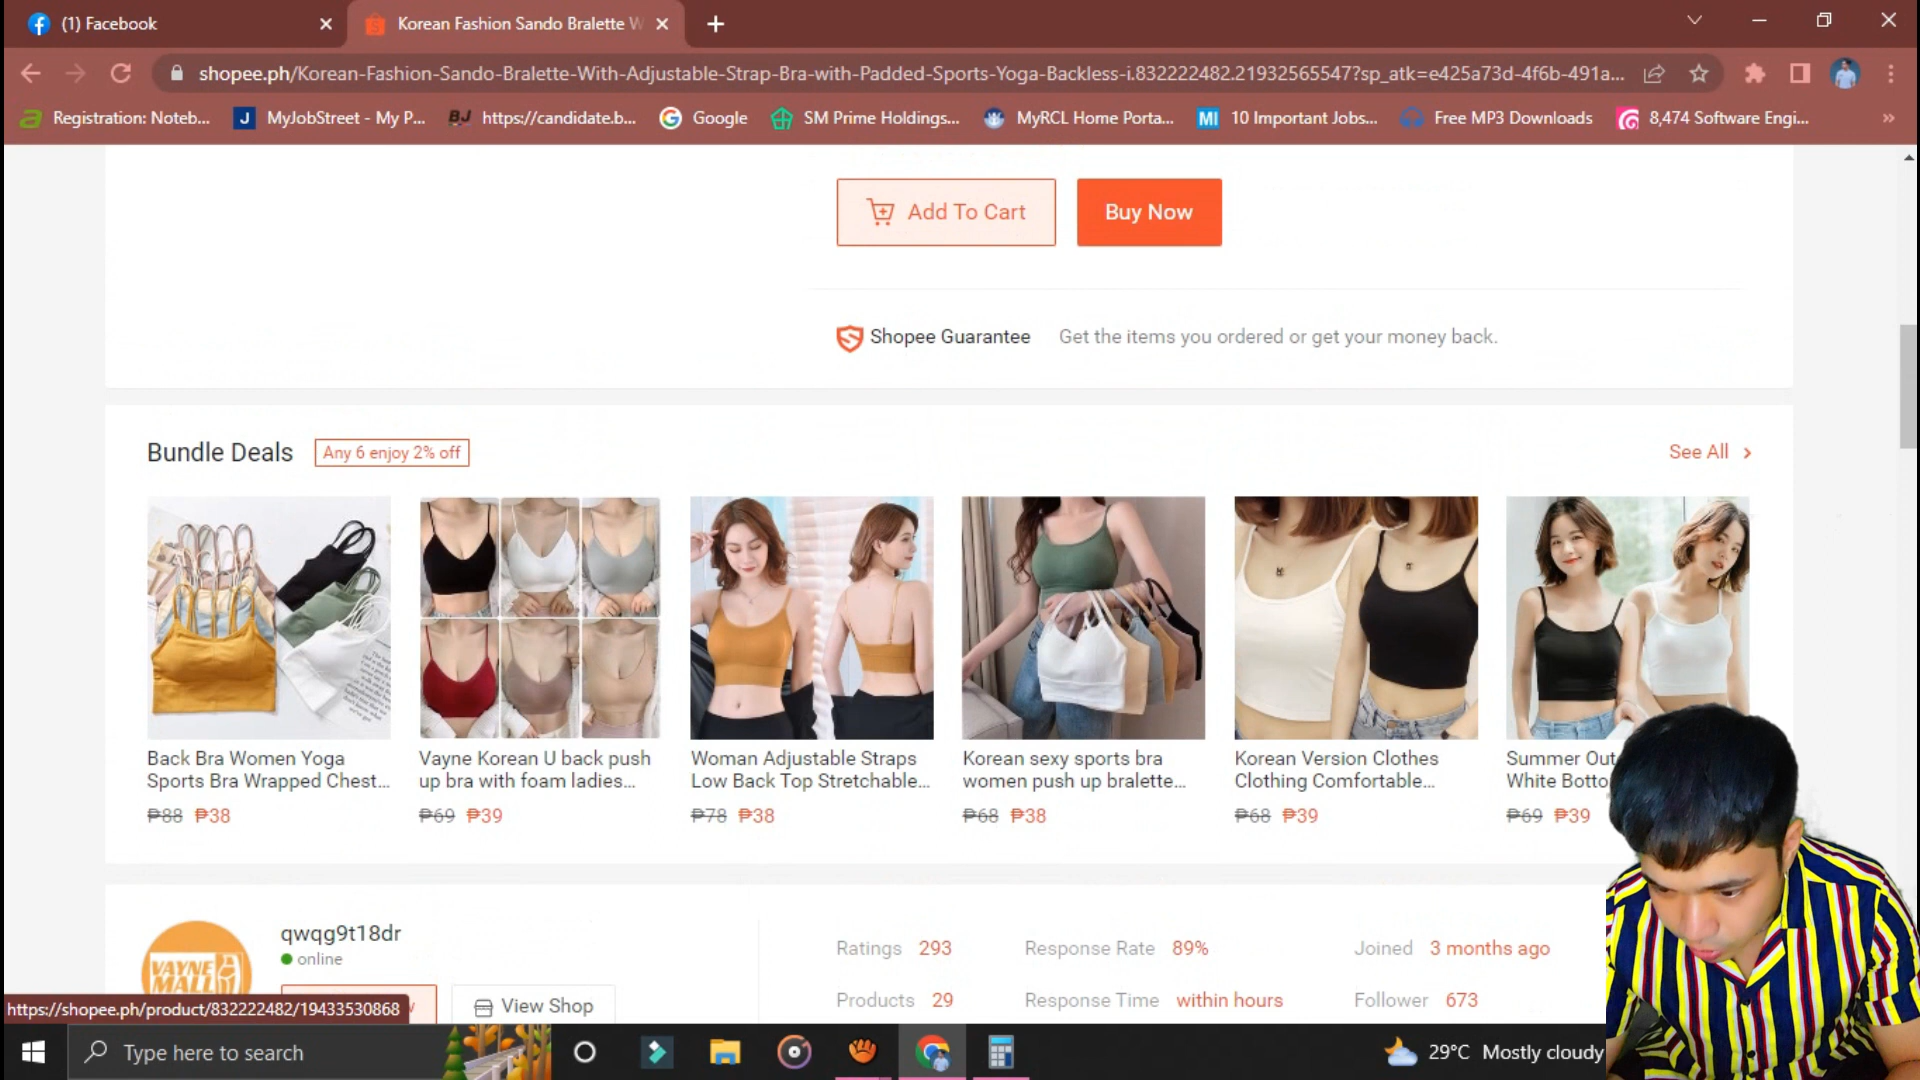 (1) Facebook
Korean Fashion Sando Bralette W
shopee.ph/Korean-Fashion-Sando-Bralette-With-Adjustable-Strap-Bra-with-Padded-Sports-Yoga-Backless-i.832222482.21932565547?sp_atk=e425a73d-4f6b-491a...
Registration: Noteb...
MyJobStreet - My P...
https://candidate.b...
Google
SM Prime Holdings...
MyRCL Home Porta...
10 Important Jobs...
Free MP3 Downloads
8,474 Software Engi...
Add To Cart
Buy Now
Shopee Guarantee
Get the items you ordered or get your money back.
Bundle Deals
Any 6 enjoy 2% off
See All
Back Bra Women Yoga
Sports Bra Wrapped Chest...
₱88 ₱38
Vayne Korean U back push
up bra with foam ladies...
₱69 ₱39
Woman Adjustable Straps
Low Back Top Stretchable...
₱78 ₱38
Korean sexy sports bra
women push up bralette...
₱68 ₱38
Korean Version Clothes
Clothing Comfortable...
₱68 ₱39
Summer Out
White Botto
₱69 ₱39
VAYNE
MALL
qwqg9t18dr
online
View Shop
Ratings 293
Response Rate 89%
Joined 3 months ago
Products 29
Response Time within hours
Follower 673
https://shopee.ph/product/832222482/19433530868
Type here to search
29°C Mostly cloudy